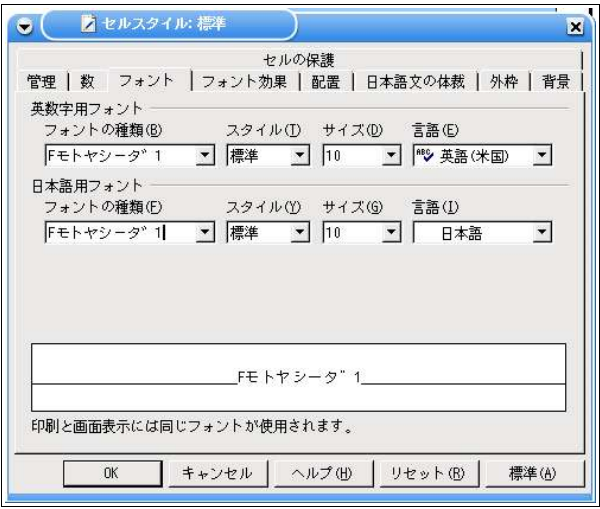 セルスタイル: 標準
セルの保護
管理 数 フォント フォント効果 配置 日本語文の体裁 外枠 背景
英数字用フォント
フォントの種類(B) スタイル(T) サイズ(D) 言語(E)
Fモトヤシーダ゛1 標準 10 ABC 英語(米国)
日本語用フォント
フォントの種類(F) スタイル(Y) サイズ(G) 言語(I)
Fモトヤシーダ゛1 標準 10 日本語
Fモトヤシータ゛1
印刷と画面表示には同じフォントが使用されます。
OK キャンセル ヘルプ(H) リセット(R) 標準(A)